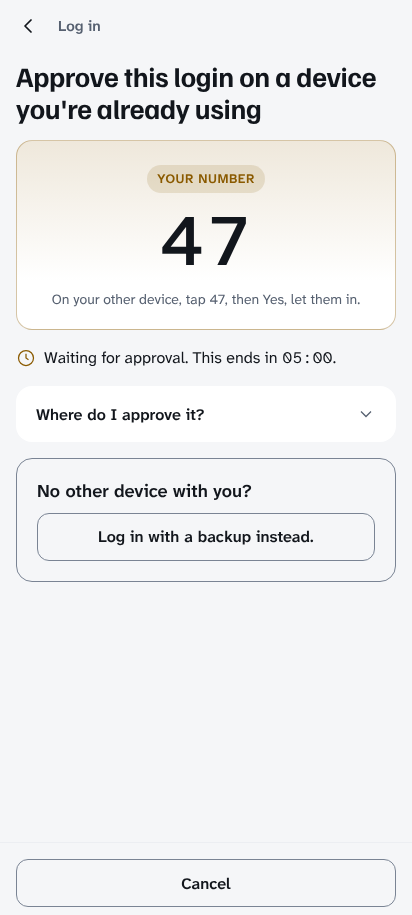 Log in
Approve this login on a device
you're already using
YOUR NUMBER
47
On your other device, tap 47, then Yes, let them in.
Waiting for approval. This ends in 05:00.
Where do I approve it?
No other device with you?
Log in with a backup instead.
Cancel